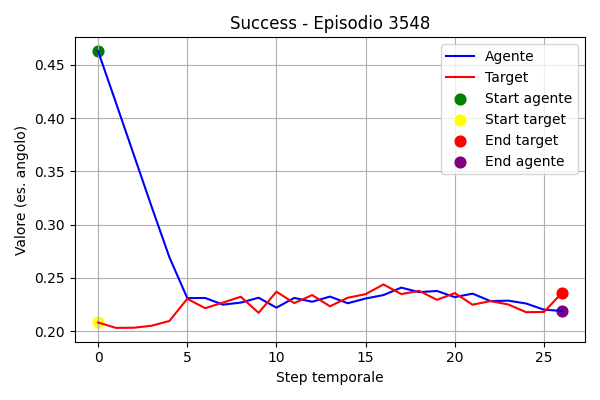 Success - Episodio 3548
Valore (es. angolo)
0.45
0.40
0.35
0.30
0.25
0.20
Agente
Target
Start agente
Start target
End target
End agente
0 5 10 15 20 25
Step temporale